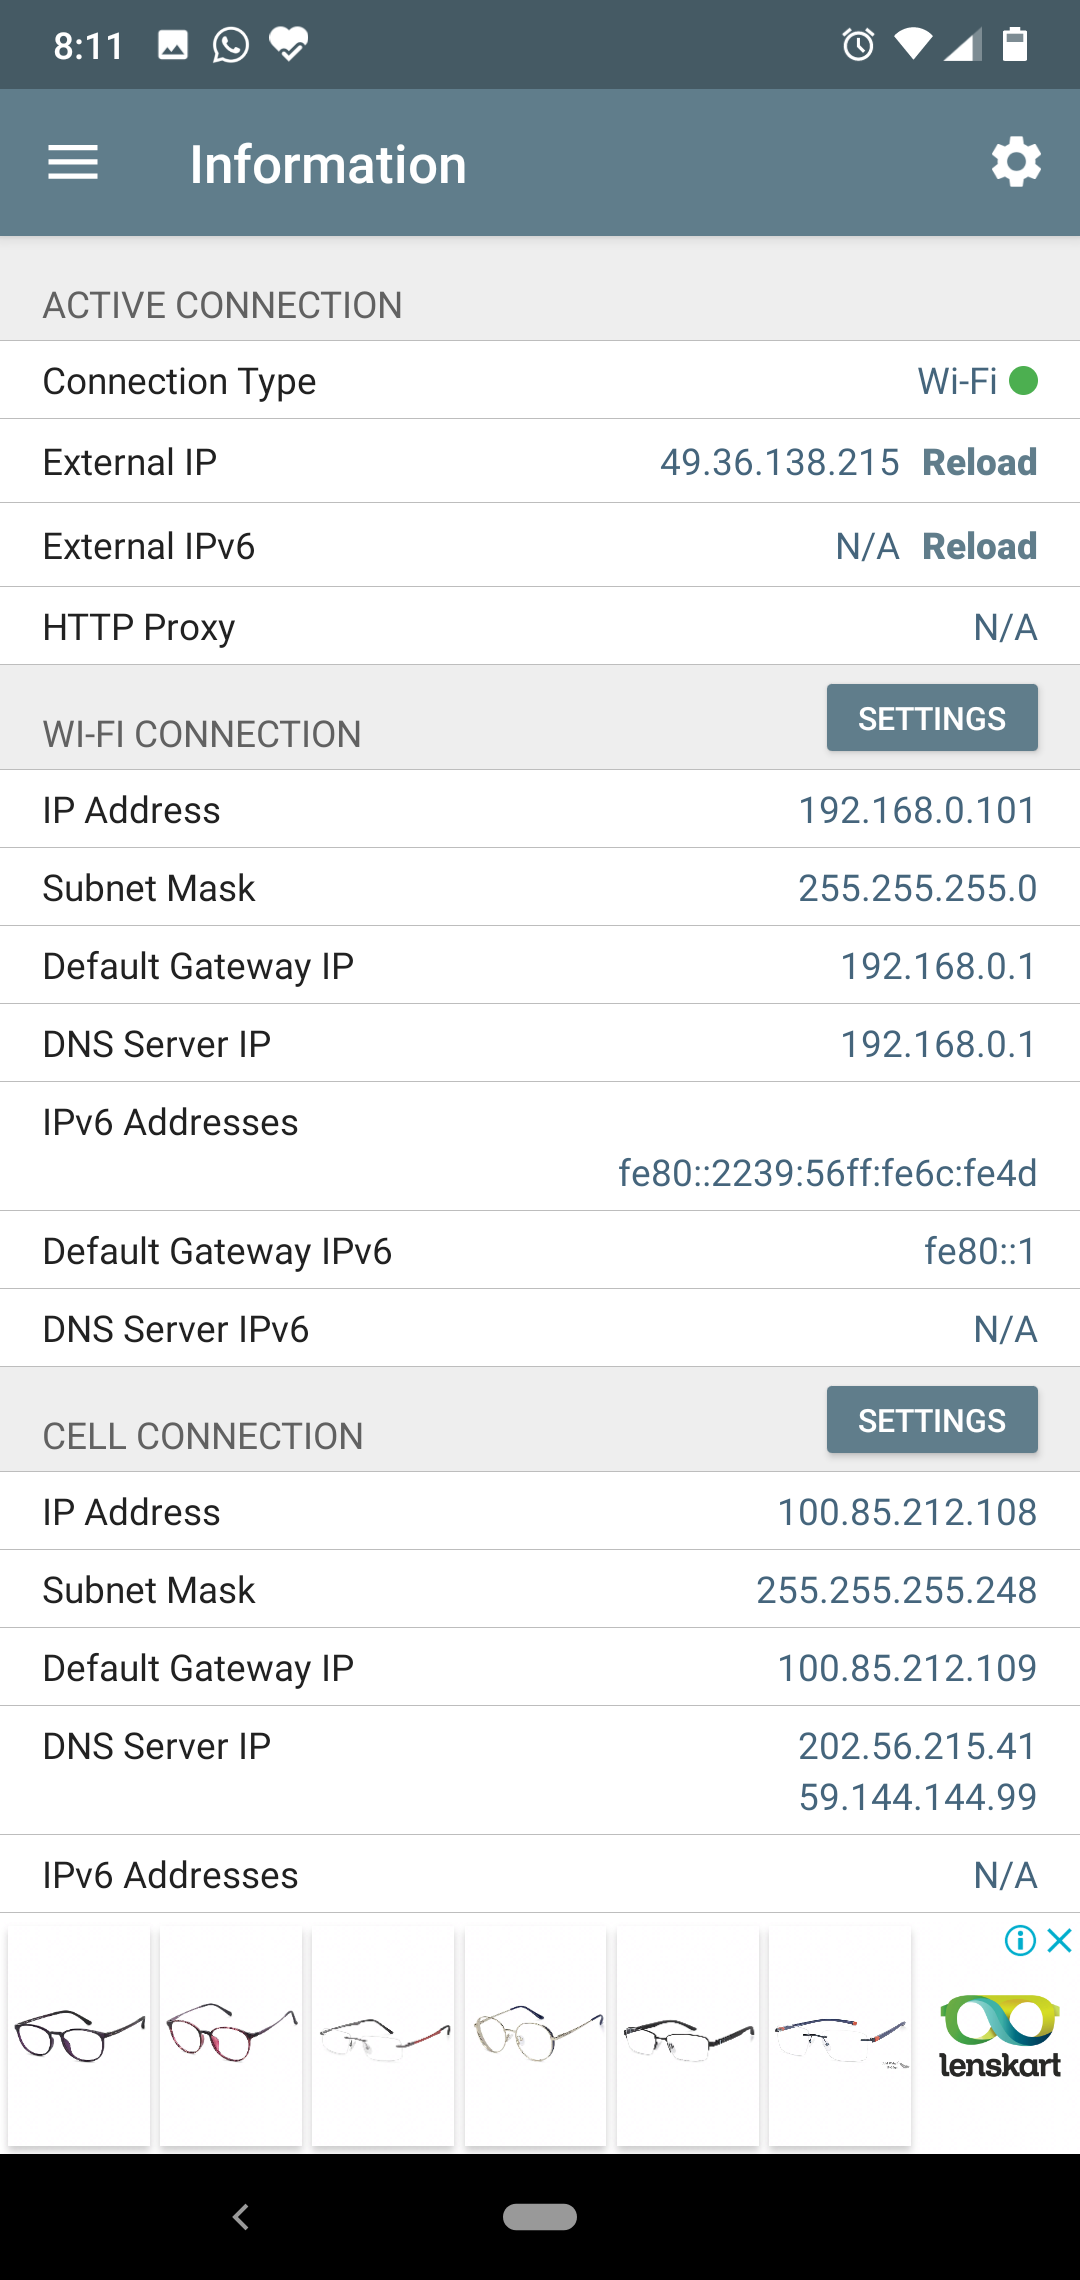 8:11
Information
ACTIVE CONNECTION
Connection Type Wi-Fi
External IP 49.36.138.215 Reload
External IPv6 N/A Reload
HTTP Proxy N/A
WI-FI CONNECTION SETTINGS
IP Address 192.168.0.101
Subnet Mask 255.255.255.0
Default Gateway IP 192.168.0.1
DNS Server IP 192.168.0.1
IPv6 Addresses
fe80::2239:56ff:fe6c:fe4d
Default Gateway IPv6 fe80::1
DNS Server IPv6 N/A
CELL CONNECTION SETTINGS
IP Address 100.85.212.108
Subnet Mask 255.255.255.248
Default Gateway IP 100.85.212.109
DNS Server IP 202.56.215.41
59.144.144.99
IPv6 Addresses N/A
lenskart